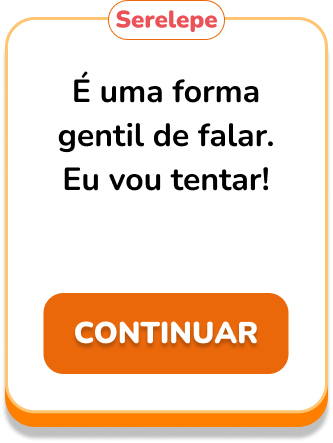 Serelepe
É uma forma
gentil de falar.
Eu vou tentar!
CONTINUAR